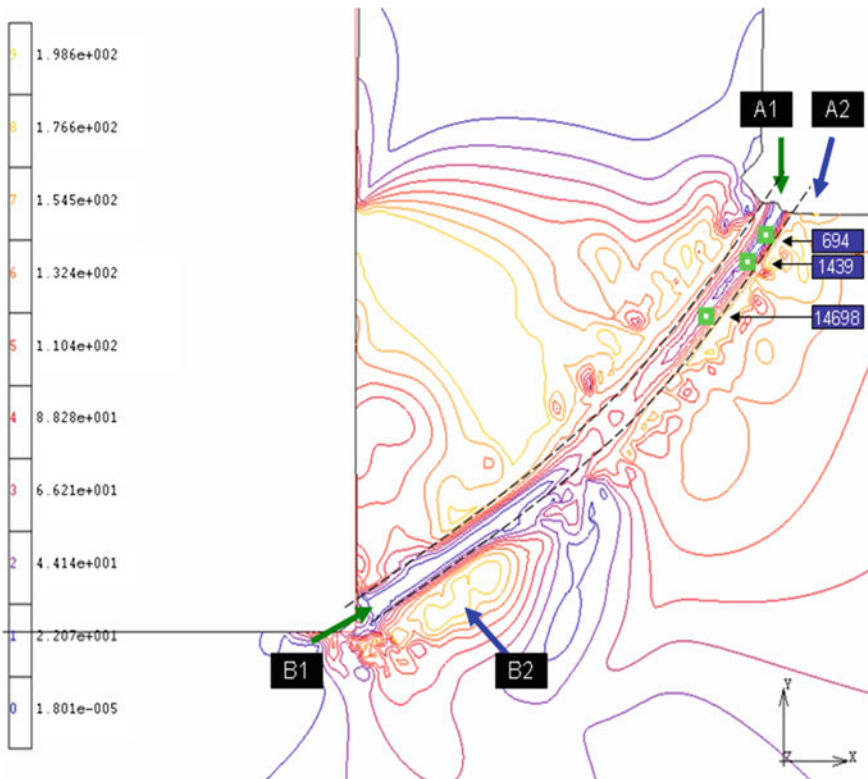 9 1.986e+002
8 1.766e+002
7 1.545e+002
6 1.324e+002
5 1.104e+002
4 8.828e+001
3 6.621e+001
2 4.414e+001
1 2.207e+001
0 1.801e-005
A1 A2
694
1439
14698
B1 B2
Y
Z X